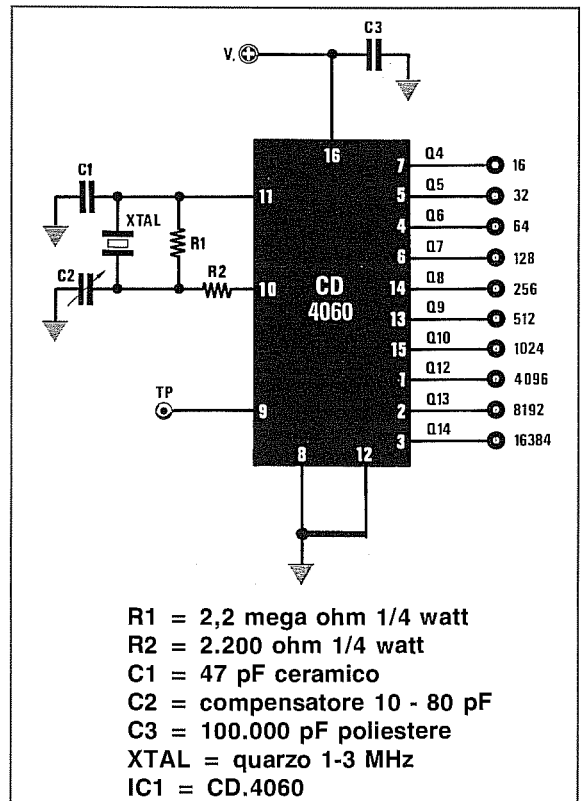 C3
V.
16
C1
7 Q4 16
5 Q5 32
XTAL
11
4 Q6 64
R1
6 Q7 128
C2
R2
10
CD
4060
14 Q8 256
13 Q9 512
15 Q10 1024
TP
9
1 Q12 4096
2 Q13 8192
3 Q14 16384
8 12
R1 = 2,2 mega ohm 1/4 watt
R2 = 2.200 ohm 1/4 watt
C1 = 47 pF ceramico
C2 = compensatore 10 - 80 pF
C3 = 100.000 pF poliestere
XTAL = quarzo 1-3 MHz
IC1 = CD.4060